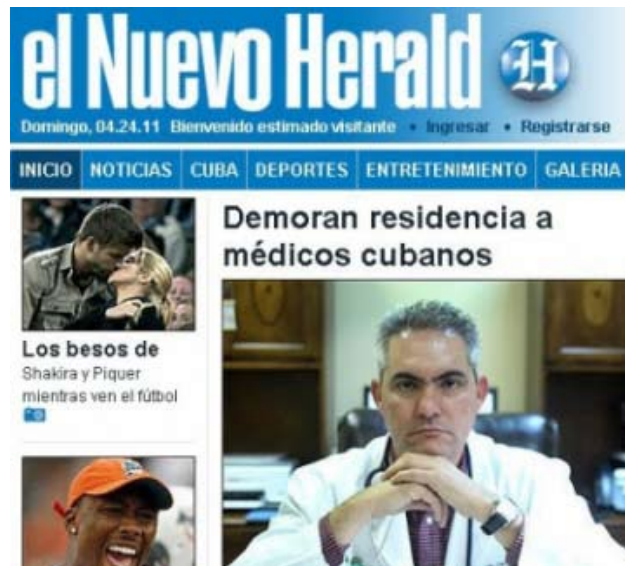 el Nuevo Herald H
Domingo, 04.24.11 Bienvenido estimado visitante • Ingresar • Registrarse
INICIO NOTICIAS CUBA DEPORTES ENTRETENIMIENTO GALERIA
Demoran residencia a
médicos cubanos
Los besos de
Shakira y Piquer
mientras ven el fútbol